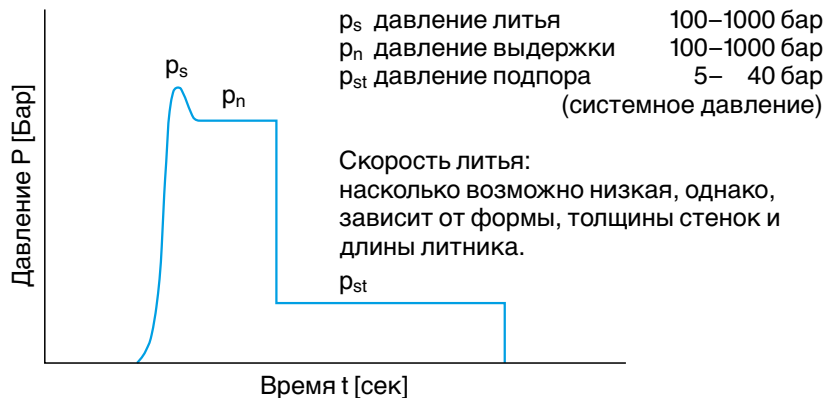 pₛ давление литья 100–1000 бар
pₙ давление выдержки 100–1000 бар
pₛₜ давление подпора 5– 40 бар
(системное давление)
pₛ
pₙ
Скорость литья:
насколько возможно низкая, однако,
зависит от формы, толщины стенок и
длины литника.
pₛₜ
Давление P [Бар]
Время t [сек]